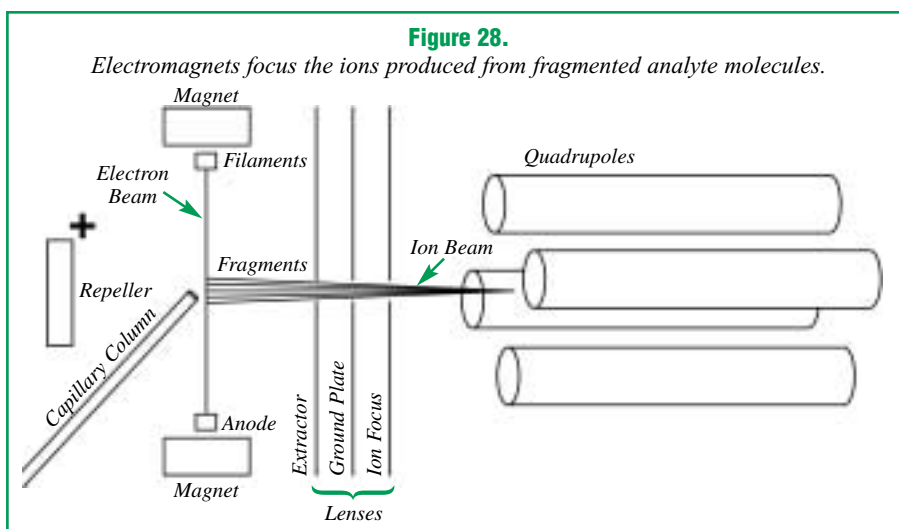 Figure 28.
Electromagnets focus the ions produced from fragmented analyte molecules.
Magnet
Filaments
Electron
Beam
Quadrupoles
+
Repeller
Fragments
Ion Beam
Capillary Column
Anode
Magnet
Extractor
Ground Plate
Ion Focus
Lenses